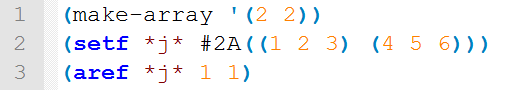 1 (make-array '(2 2))
2 (setf *j* #2A((1 2 3) (4 5 6)))
3 (aref *j* 1 1)